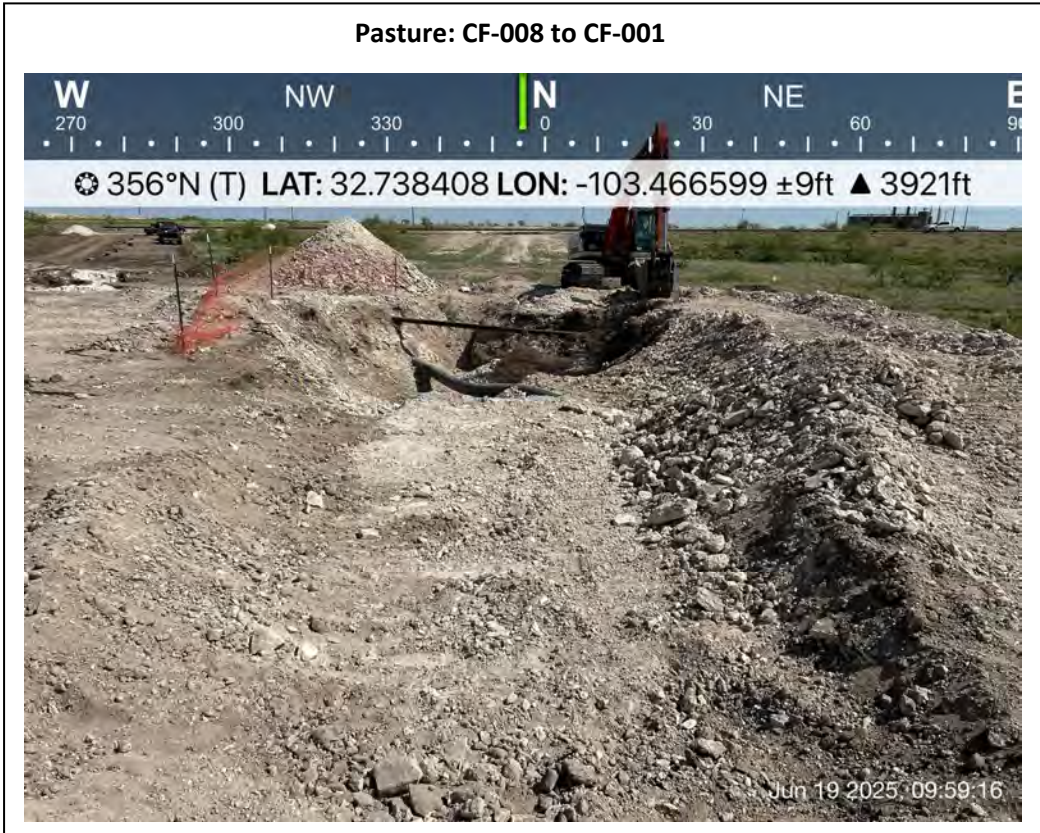 Pasture: CF-008 to CF-001
W NW N NE E
270 300 330 0 30 60 90
356°N (T) LAT: 32.738408 LON: -103.466599 ±9ft ▲ 3921ft
Jun 19 2025, 09:59:16